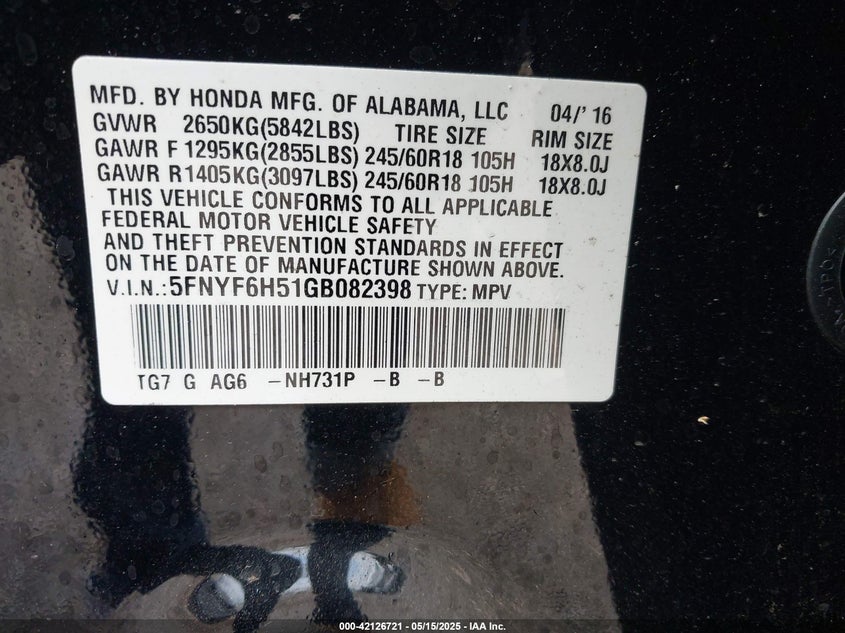 MFD. BY HONDA MFG. OF ALABAMA, LLC 04/'16
GVWR 2650KG(5842LBS) TIRE SIZE RIM SIZE
GAWR F 1295KG(2855LBS) 245/60R18 105H 18X8.0J
GAWR R1405KG(3097LBS) 245/60R18 105H 18X8.0J
THIS VEHICLE CONFORMS TO ALL APPLICABLE
FEDERAL MOTOR VEHICLE SAFETY
AND THEFT PREVENTION STANDARDS IN EFFECT
ON THE DATE OF MANUFACTURE SHOWN ABOVE.
V.I.N.:5FNYF6H51GB082398 TYPE: MPV
TG7 G AG6 -NH731P -B -B
000-42126721 - 05/15/2025 - IAA Inc.